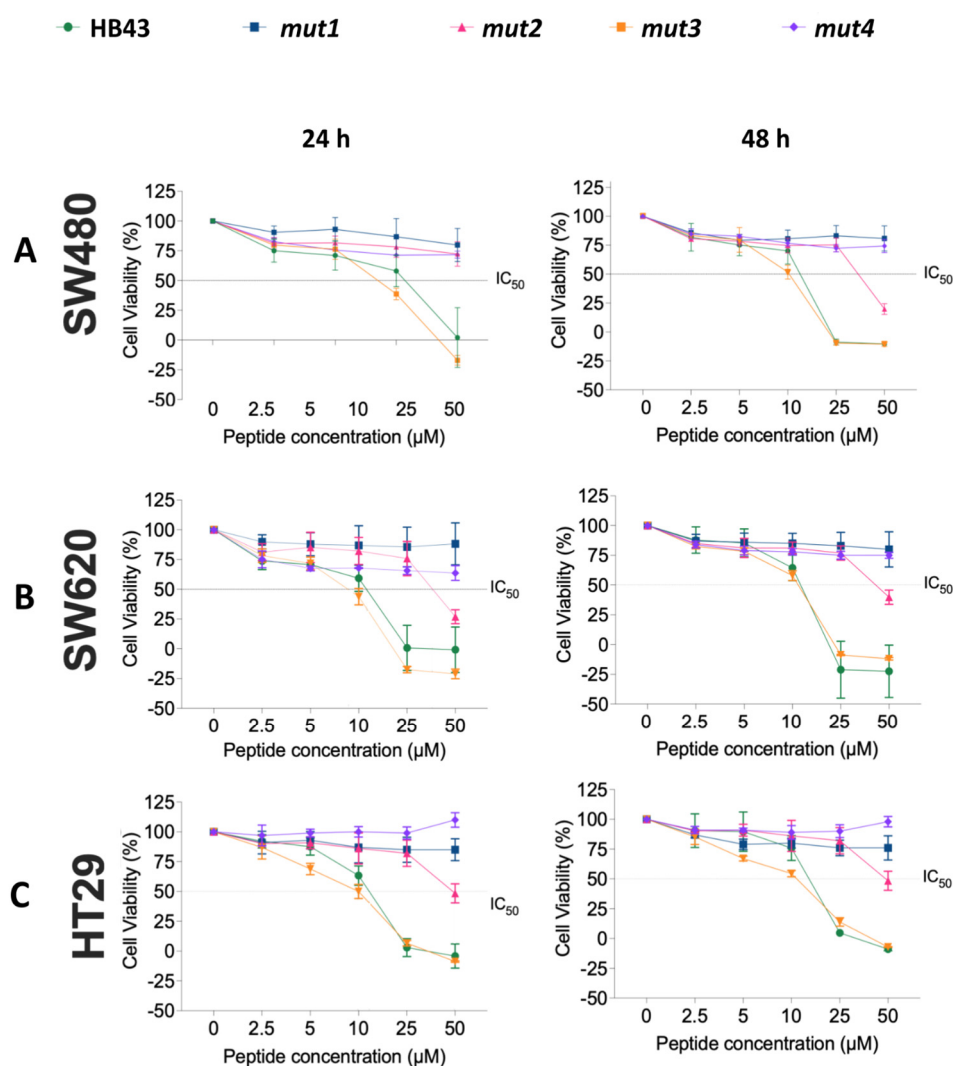 HB43 mut1 mut2 mut3 mut4
24 h 48 h
A
SW480
Cell Viability (%)
125
100
75
50
25
0
-25
-50
IC50
0 2.5 5 10 25 50
Peptide concentration (µM)
Cell Viability (%)
125
100
75
50
25
0
-25
-50
IC50
0 2.5 5 10 25 50
Peptide concentration (µM)
B
SW620
Cell Viability (%)
125
100
75
50
25
0
-25
-50
IC50
0 2.5 5 10 25 50
Peptide concentration (µM)
Cell Viability (%)
125
100
75
50
25
0
-25
-50
IC50
0 2.5 5 10 25 50
Peptide concentration (µM)
C
HT29
Cell Viability (%)
125
100
75
50
25
0
-25
-50
IC50
0 2.5 5 10 25 50
Peptide concentration (µM)
Cell Viability (%)
125
100
75
50
25
0
-25
-50
IC50
0 2.5 5 10 25 50
Peptide concentration (µM)